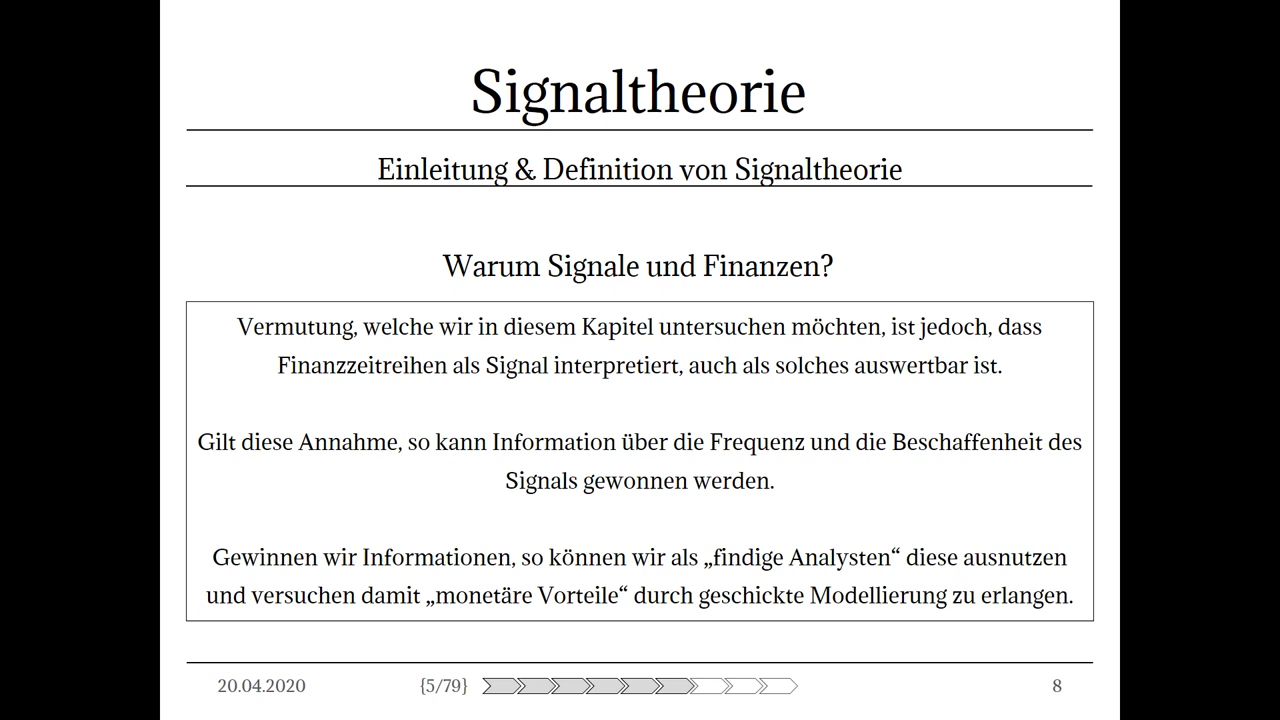 Signaltheorie
Einleitung & Definition von Signaltheorie
Warum Signale und Finanzen?
Vermutung, welche wir in diesem Kapitel untersuchen möchten, ist jedoch, dass
Finanzzeitreihen als Signal interpretiert, auch als solches auswertbar ist.
Gilt diese Annahme, so kann Information über die Frequenz und die Beschaffenheit des
Signals gewonnen werden.
Gewinnen wir Informationen, so können wir als „findige Analysten“ diese ausnutzen
und versuchen damit „monetäre Vorteile“ durch geschickte Modellierung zu erlangen.
20.04.2020 {5/79} 8